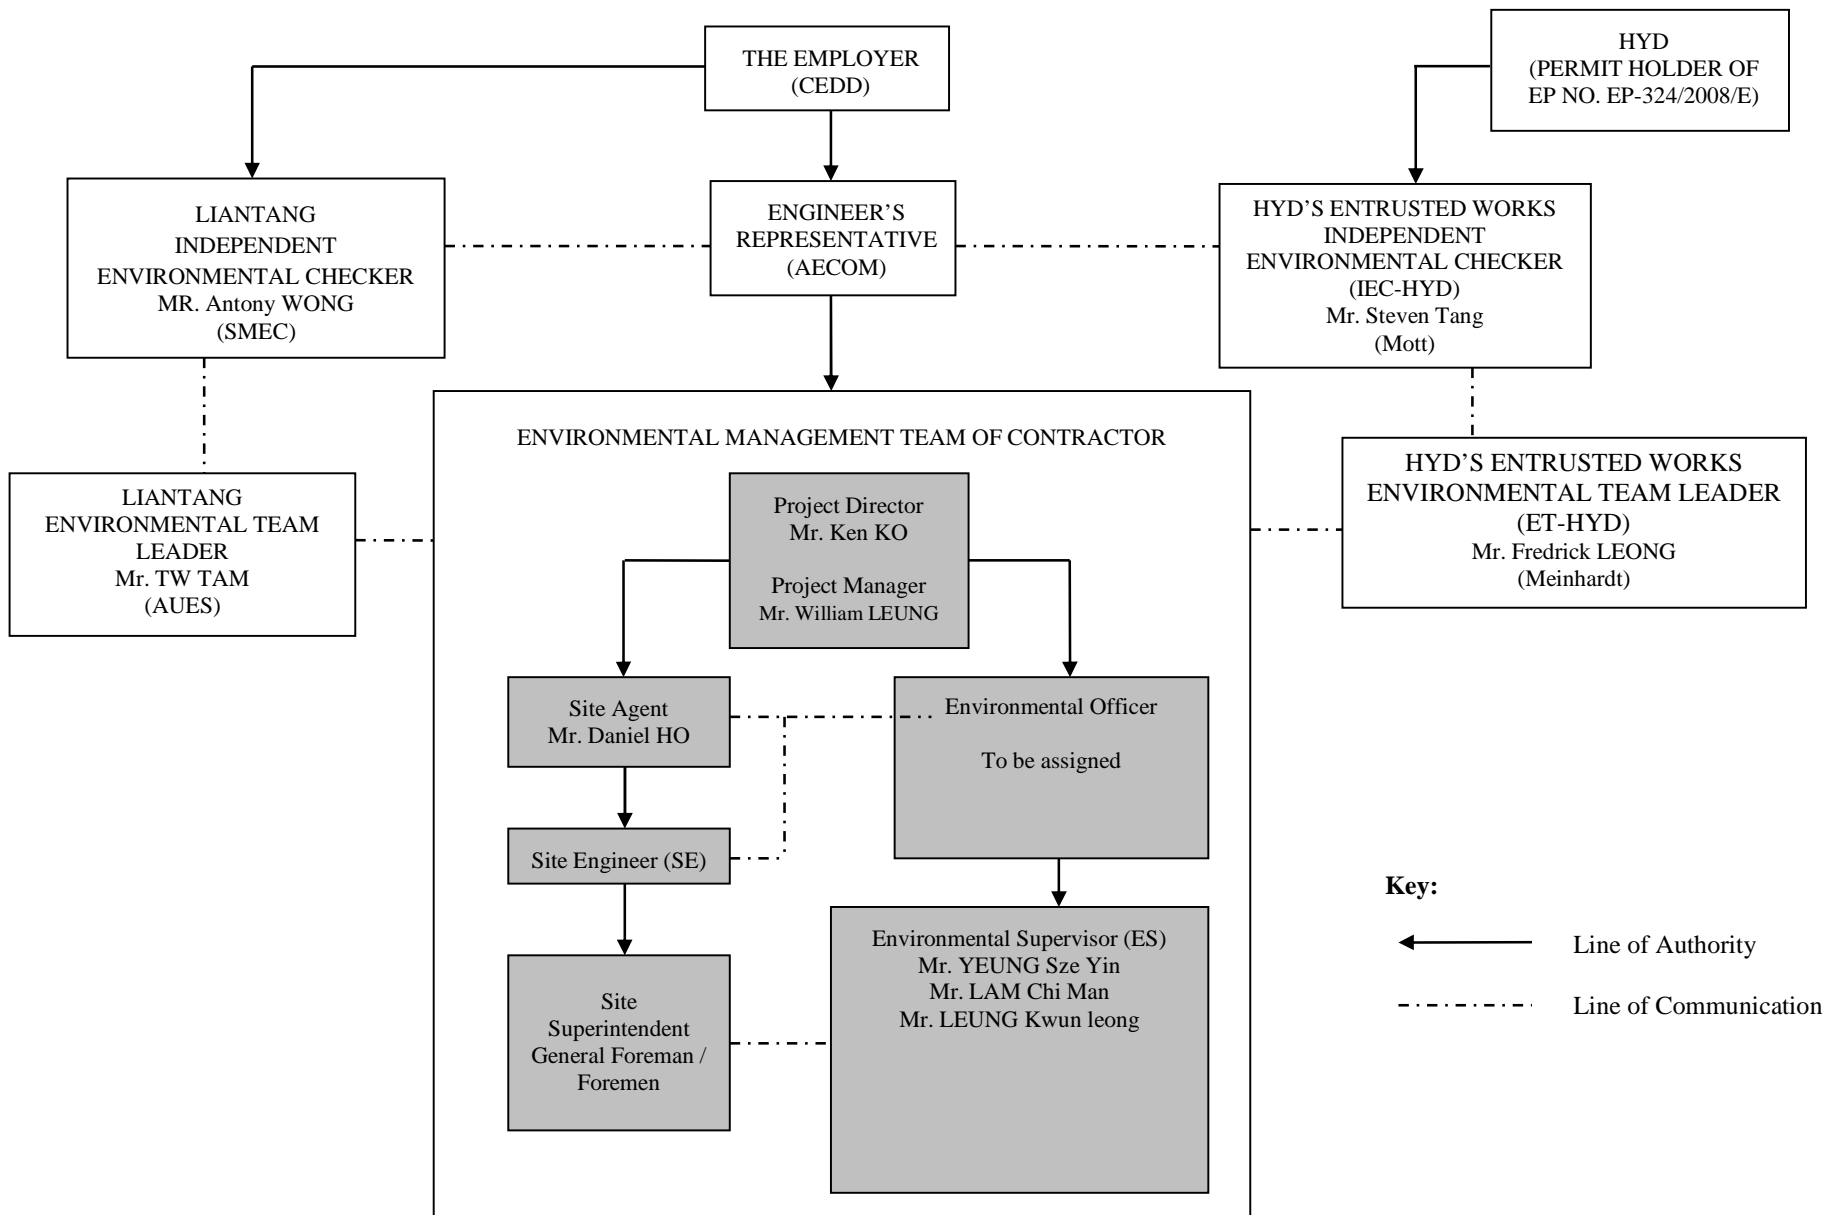 THE EMPLOYER
(CEDD)
HYD
(PERMIT HOLDER OF
EP NO. EP-324/2008/E)
LIANTANG
INDEPENDENT
ENVIRONMENTAL CHECKER
MR. Antony WONG
(SMEC)
ENGINEER’S
REPRESENTATIVE
(AECOM)
HYD’S ENTRUSTED WORKS
INDEPENDENT
ENVIRONMENTAL CHECKER
(IEC-HYD)
Mr. Steven Tang
(Mott)
ENVIRONMENTAL MANAGEMENT TEAM OF CONTRACTOR
LIANTANG
ENVIRONMENTAL TEAM
LEADER
Mr. TW TAM
(AUES)
HYD’S ENTRUSTED WORKS
ENVIRONMENTAL TEAM LEADER
(ET-HYD)
Mr. Fredrick LEONG
(Meinhardt)
Project Director
Mr. Ken KO
Project Manager
Mr. William LEUNG
Site Agent
Mr. Daniel HO
Environmental Officer
To be assigned
Site Engineer (SE)
Environmental Supervisor (ES)
Mr. YEUNG Sze Yin
Mr. LAM Chi Man
Mr. LEUNG Kwun leong
Site
Superintendent
General Foreman /
Foremen
Key:
Line of Authority
Line of Communication